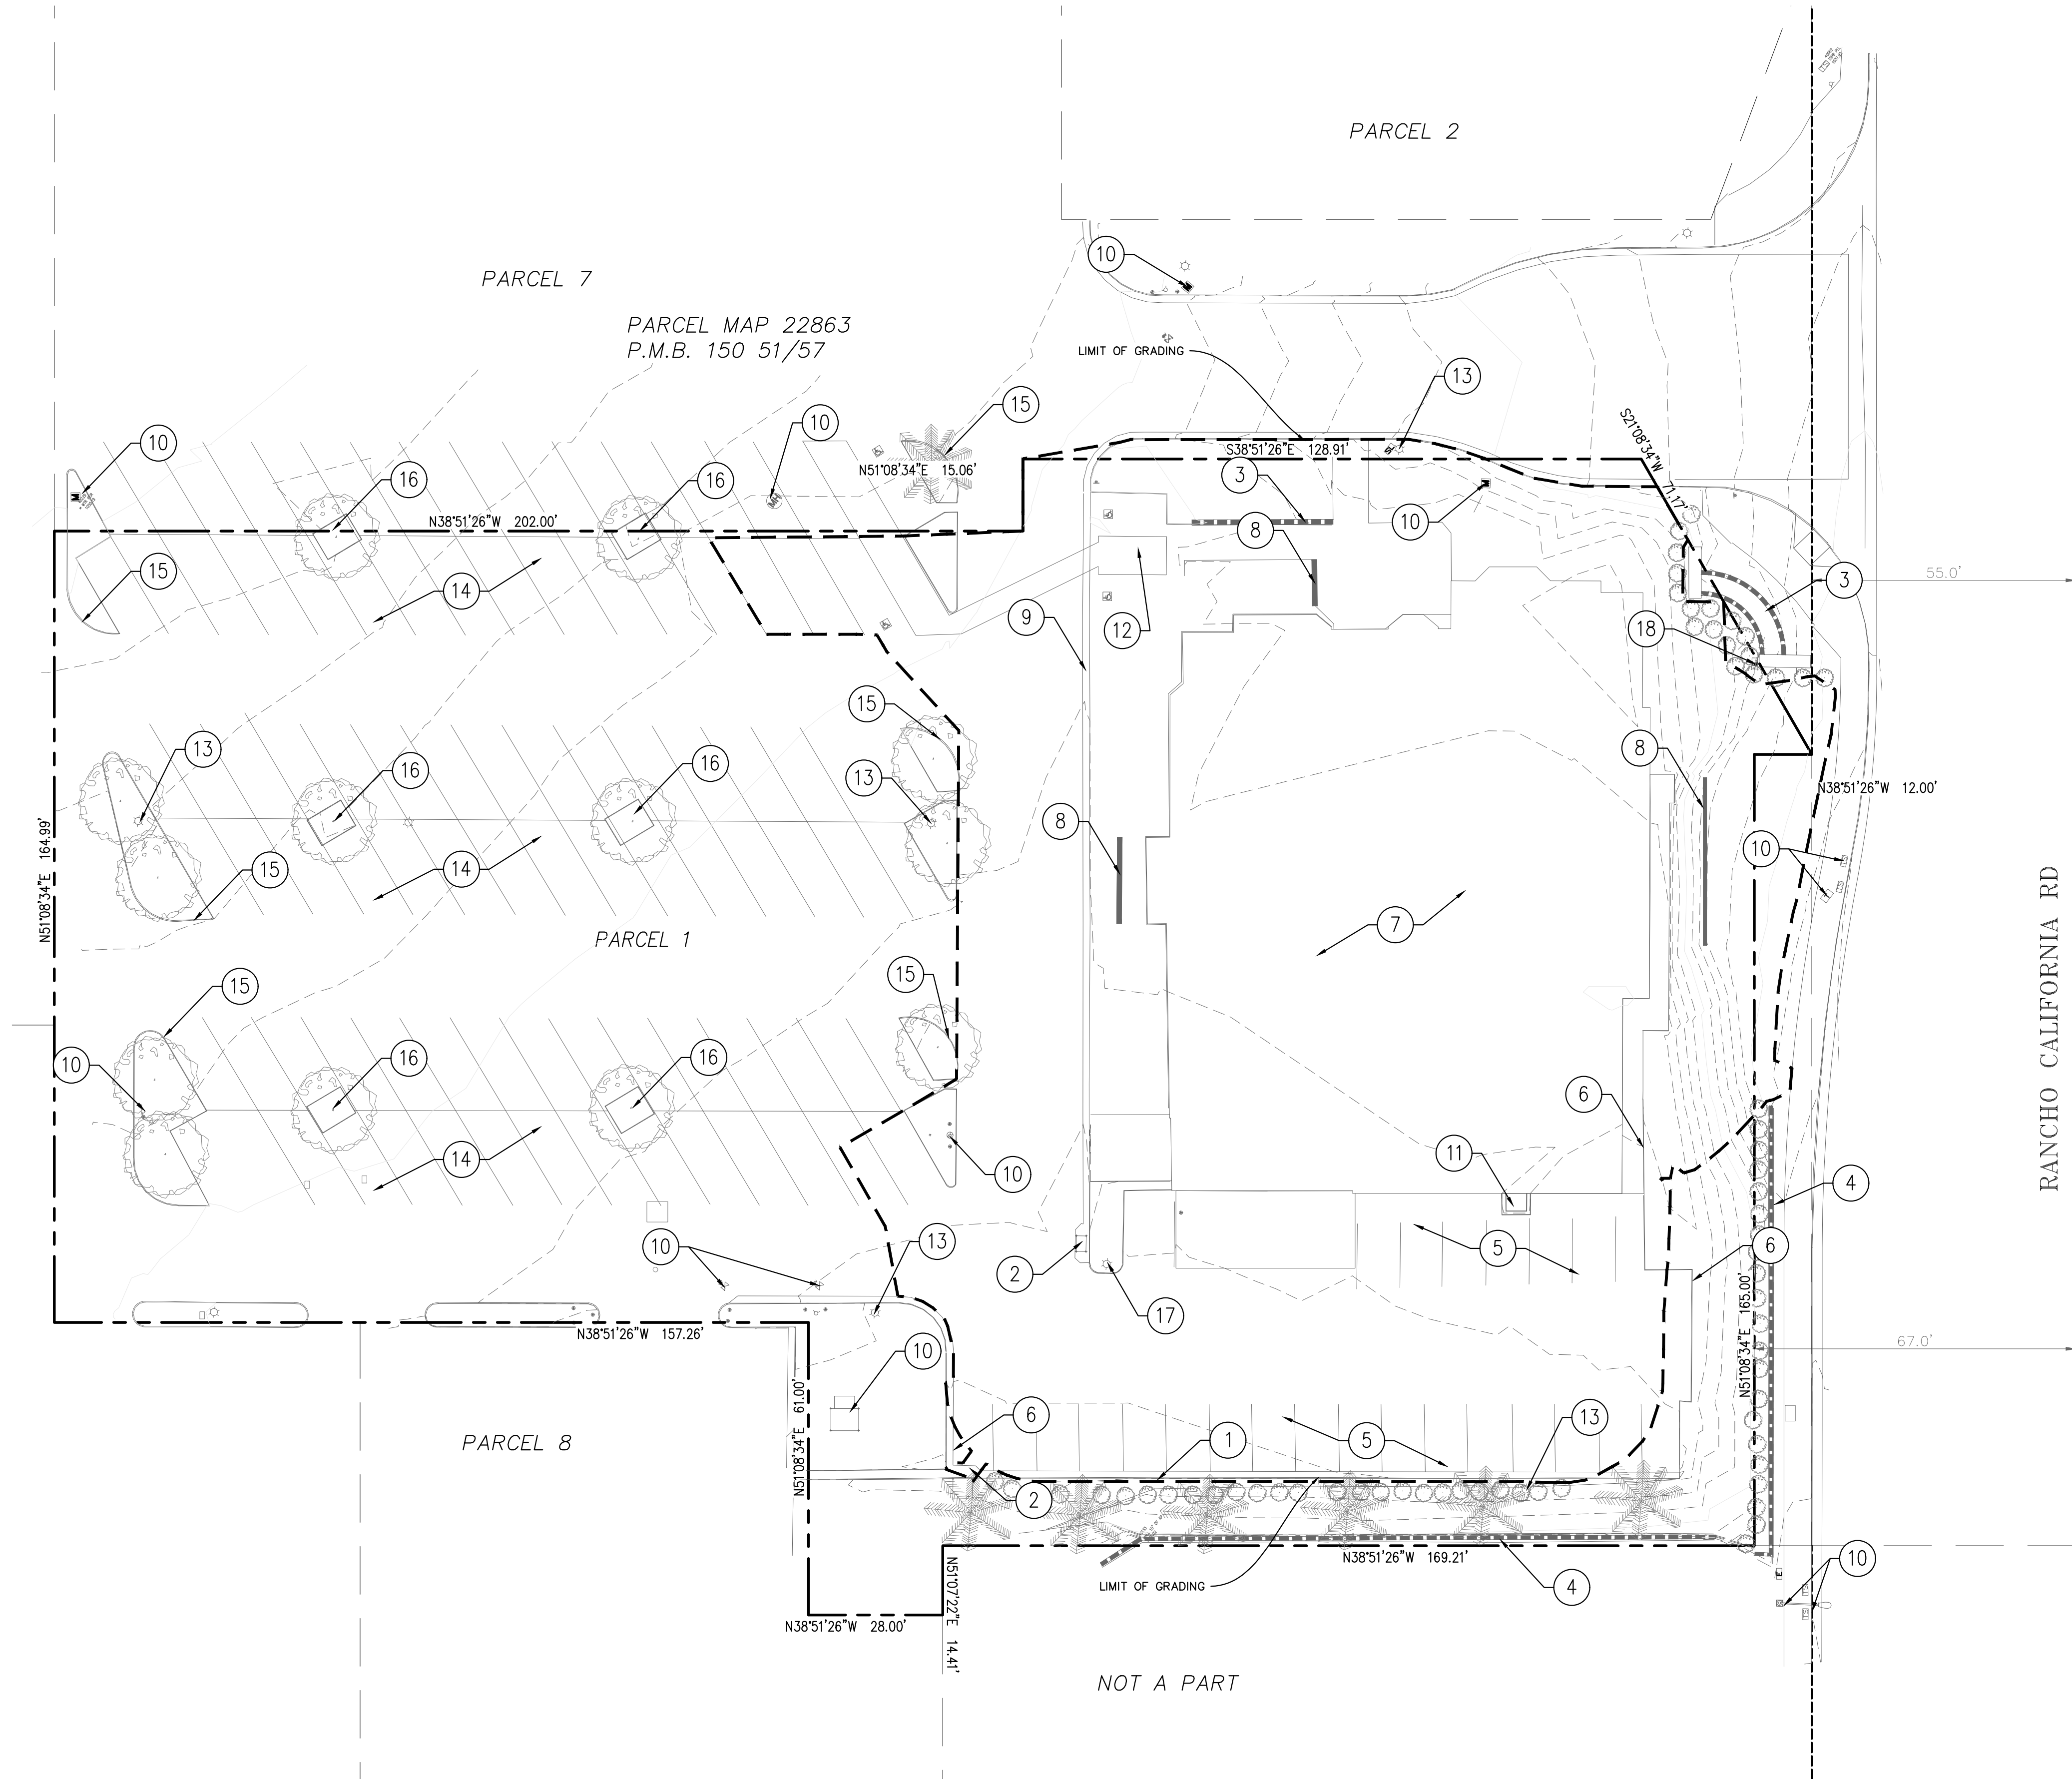 PARCEL 2
10
PARCEL 7
PARCEL MAP 22863
P.M.B. 150 51/57
LIMIT OF GRADING
13
15
10
10
S21°08'34"W 71.17'
N51°08'34"E 15.06'
S38°51'26"E 128.91'
16
16
3
10
N38°51'26"W 202.00'
8
15
14
12
9
3
55.0'
18
15
13
16
16
13
8
N38°51'26"W 12.00'
8
10
15
14
N51°08'34"E 164.99'
PARCEL 1
7
RANCHO CALIFORNIA RD
15
15
10
16
16
6
14
10
11
4
10
13
2
5
6
17
N51°08'34"E 165.00'
N38°51'26"W 157.26'
67.0'
10
N51°08'34"E 61.00'
PARCEL 8
6
1
5
13
2
N38°51'26"W 169.21'
10
LIMIT OF GRADING
4
N51°07'22"E 14.41'
N38°51'26"W 28.00'
NOT A PART
MH
M
E